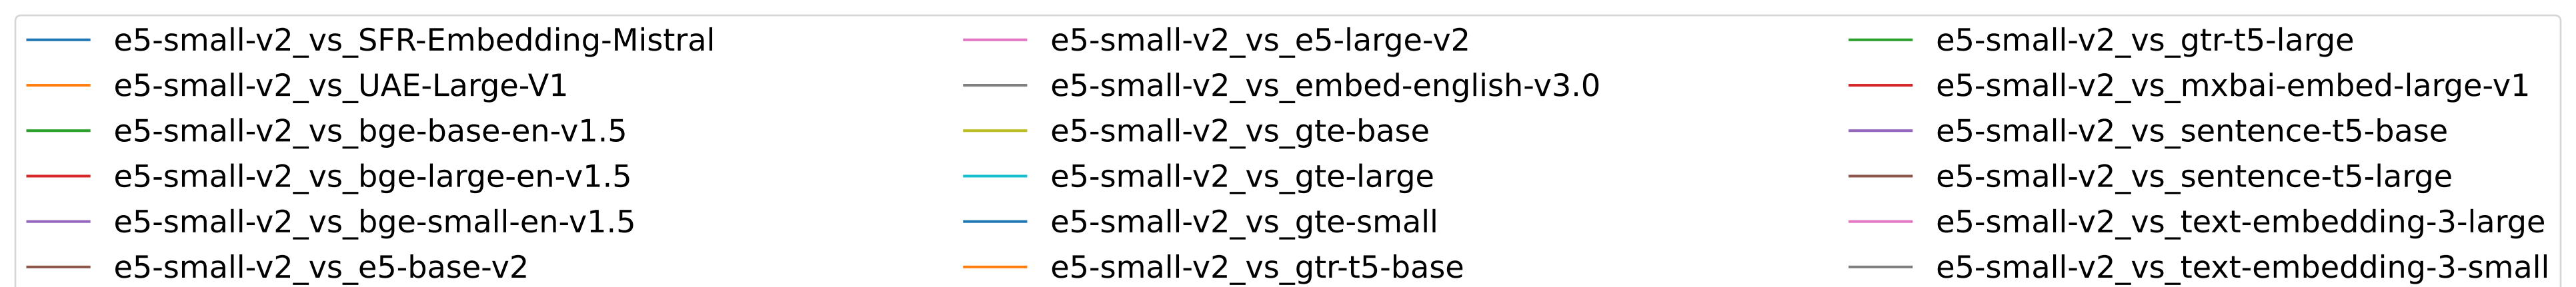 e5-small-v2_vs_SFR-Embedding-Mistral
e5-small-v2_vs_UAE-Large-V1
e5-small-v2_vs_bge-base-en-v1.5
e5-small-v2_vs_bge-large-en-v1.5
e5-small-v2_vs_bge-small-en-v1.5
e5-small-v2_vs_e5-base-v2
e5-small-v2_vs_e5-large-v2
e5-small-v2_vs_embed-english-v3.0
e5-small-v2_vs_gte-base
e5-small-v2_vs_gte-large
e5-small-v2_vs_gte-small
e5-small-v2_vs_gtr-t5-base
e5-small-v2_vs_gtr-t5-large
e5-small-v2_vs_mxbai-embed-large-v1
e5-small-v2_vs_sentence-t5-base
e5-small-v2_vs_sentence-t5-large
e5-small-v2_vs_text-embedding-3-large
e5-small-v2_vs_text-embedding-3-small